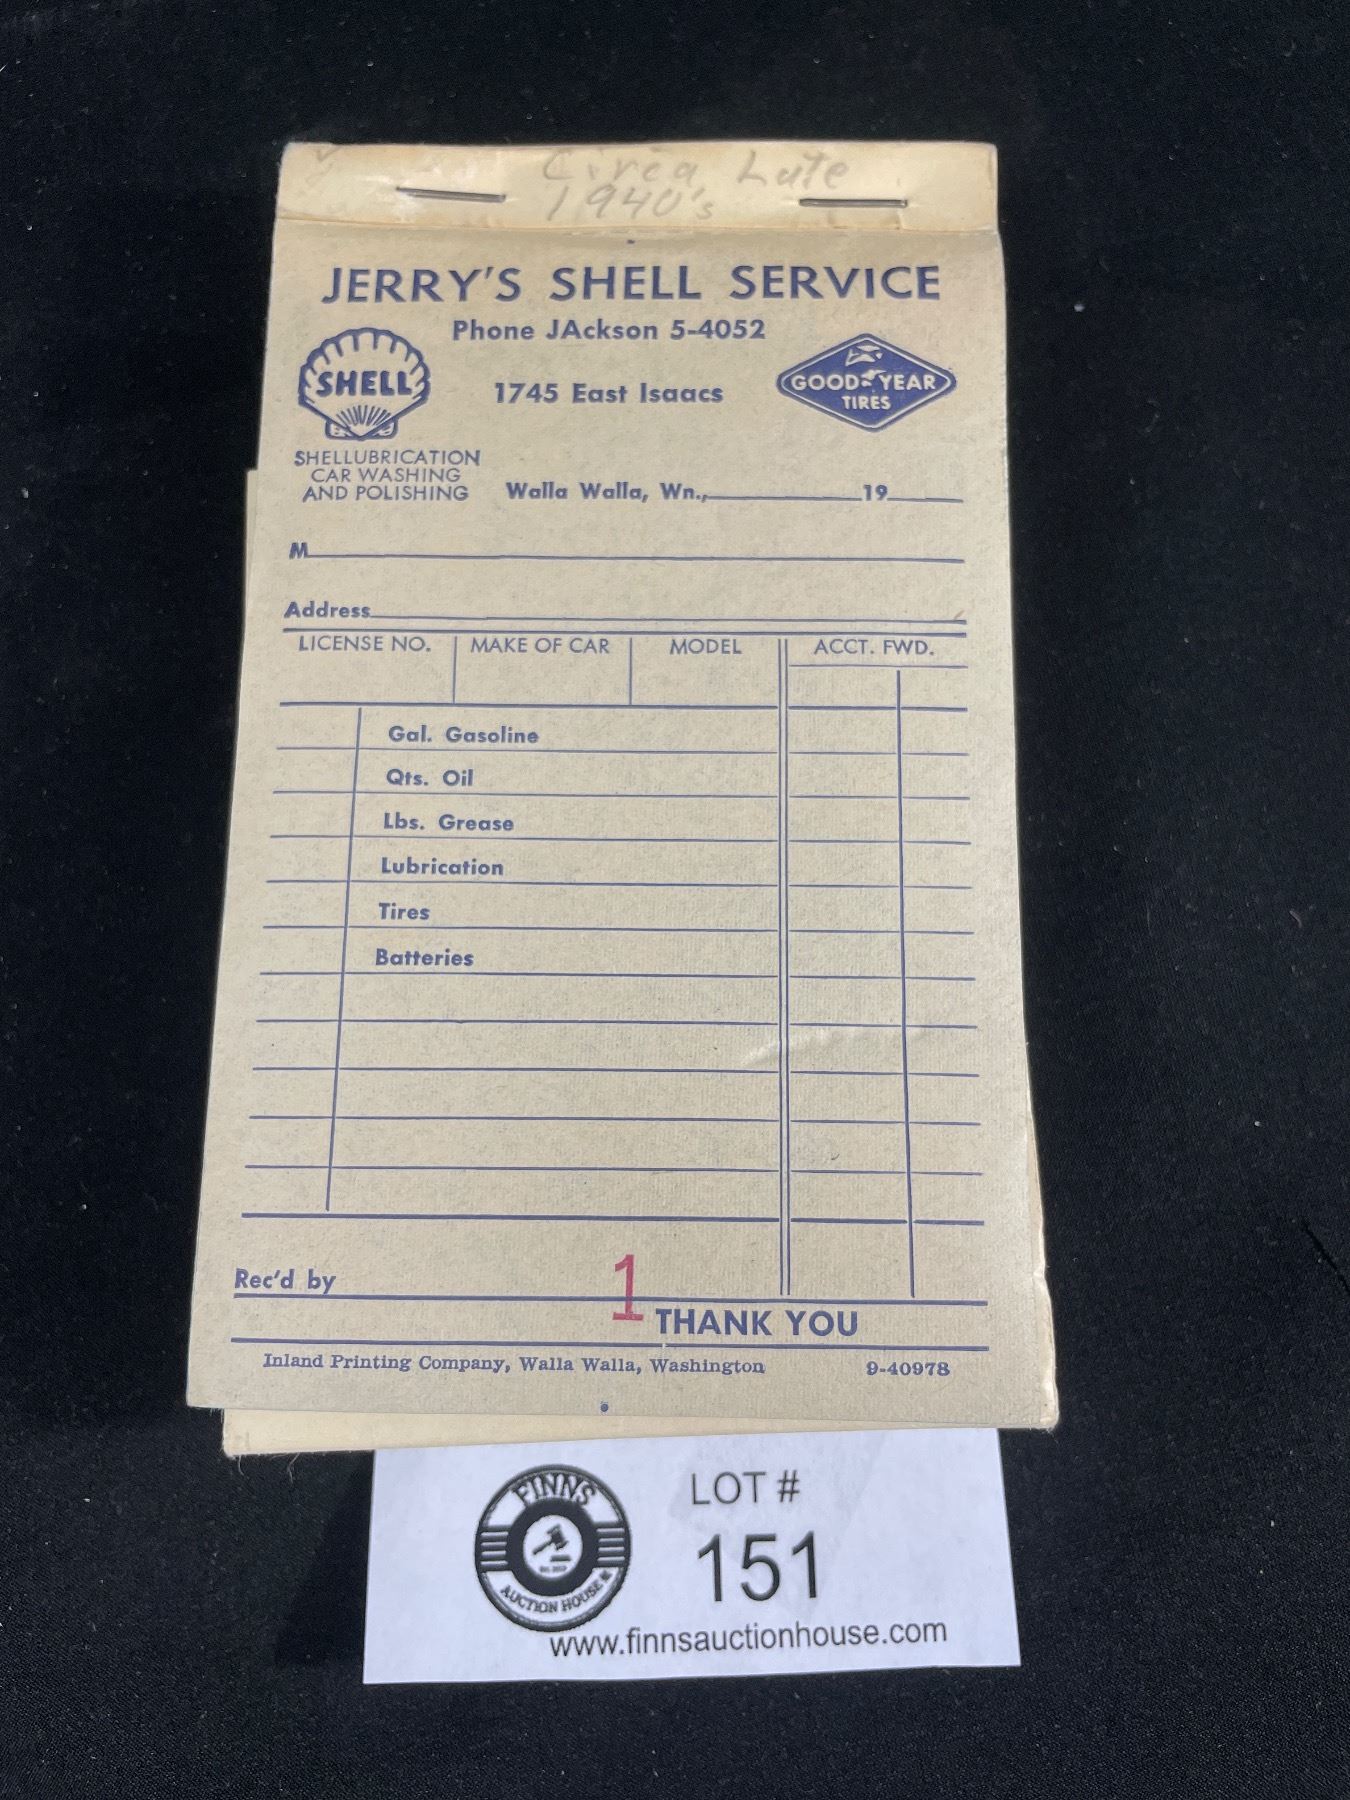 Circa Late
1940's
JERRY'S SHELL SERVICE
Phone JAckson 5-4052
SHELL
1745 East Isaacs
GOOD YEAR
TIRES
SHELLUBRICATION
CAR WASHING
AND POLISHING
Walla Walla, Wn., 19
M
Address
LICENSE NO. MAKE OF CAR MODEL ACCT. FWD.
Gal. Gasoline
Qts. Oil
Lbs. Grease
Lubrication
Tires
Batteries
Rec'd by
1
THANK YOU
Inland Printing Company, Walla Walla, Washington 9-40978
FINNS
AUCTION HOUSE
LOT #
151
www.finnsauctionhouse.com